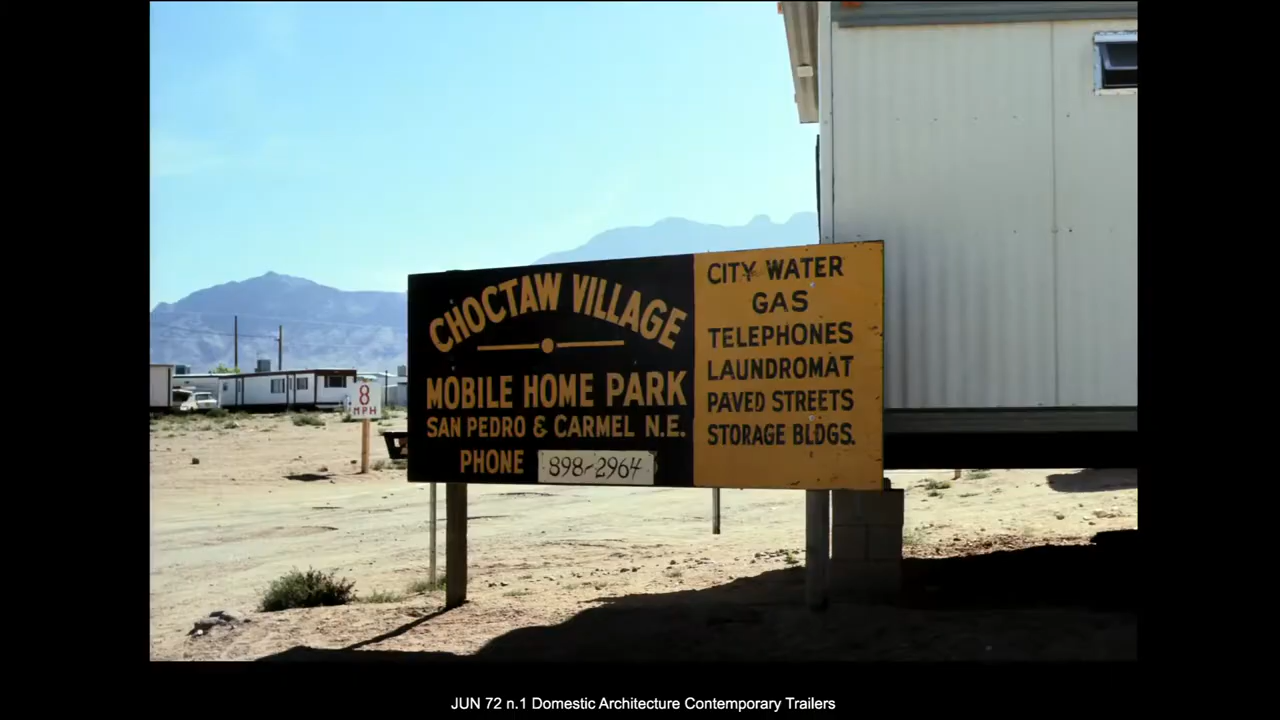 CHOCTAW VILLAGE
MOBILE HOME PARK
SAN PEDRO & CARMEL N.E.
PHONE 898-2964
CITY WATER
GAS
TELEPHONES
LAUNDROMAT
PAVED STREETS
STORAGE BLDGS.
8
MPH
JUN 72 n.1 Domestic Architecture Contemporary Trailers